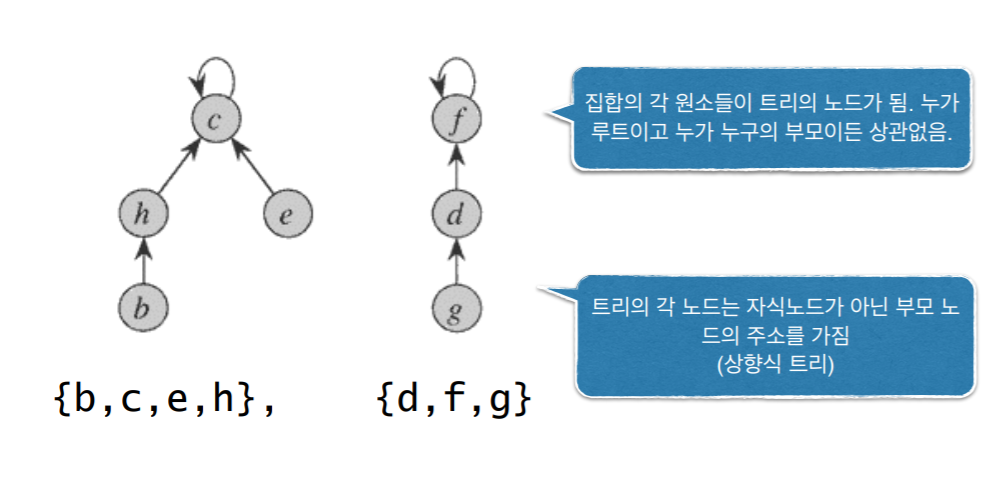 c
h
e
b
{b,c,e,h},
f
d
g
{d,f,g}
집합의 각 원소들이 트리의 노드가 됨. 누가
루트이고 누가 누구의 부모이든 상관없음.
트리의 각 노드는 자식노드가 아닌 부모 노
드의 주소를 가짐
(상향식 트리)